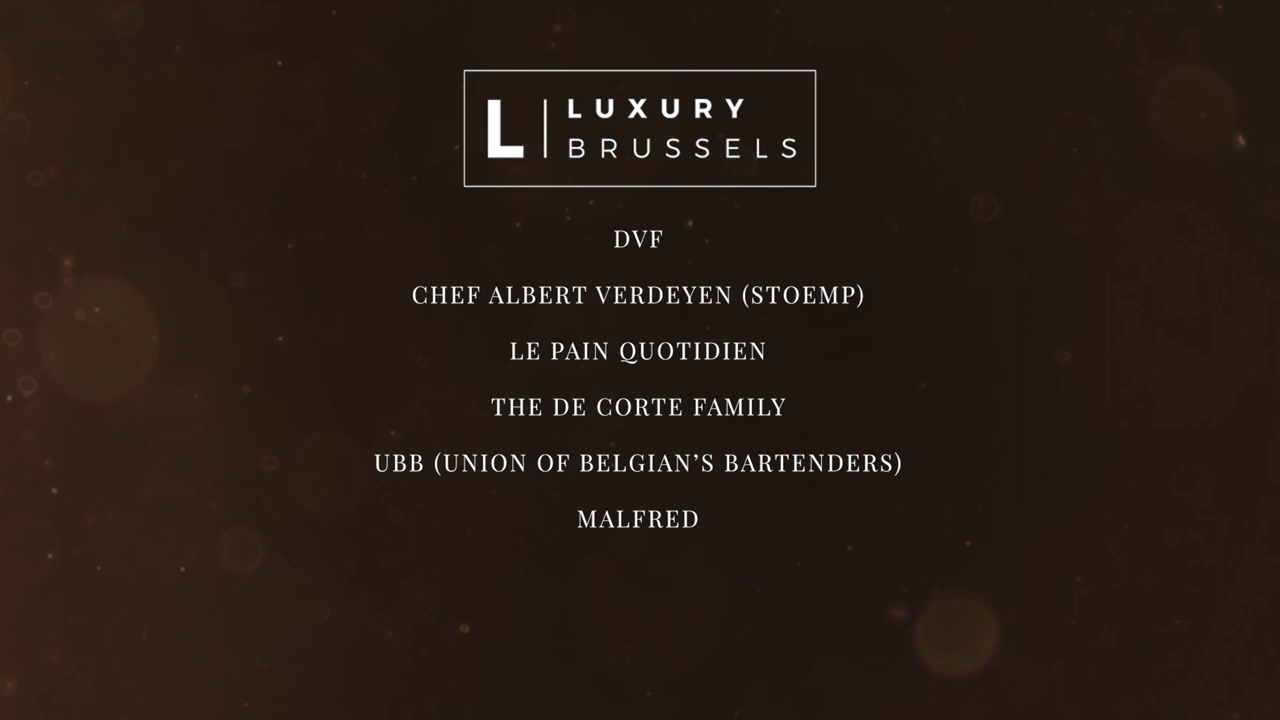 L
LUXURY
BRUSSELS
DVF
CHEF ALBERT VERDEYEN (STOEMP)
LE PAIN QUOTIDIEN
THE DE CORTE FAMILY
UBB (UNION OF BELGIAN’S BARTENDERS)
MALFRED